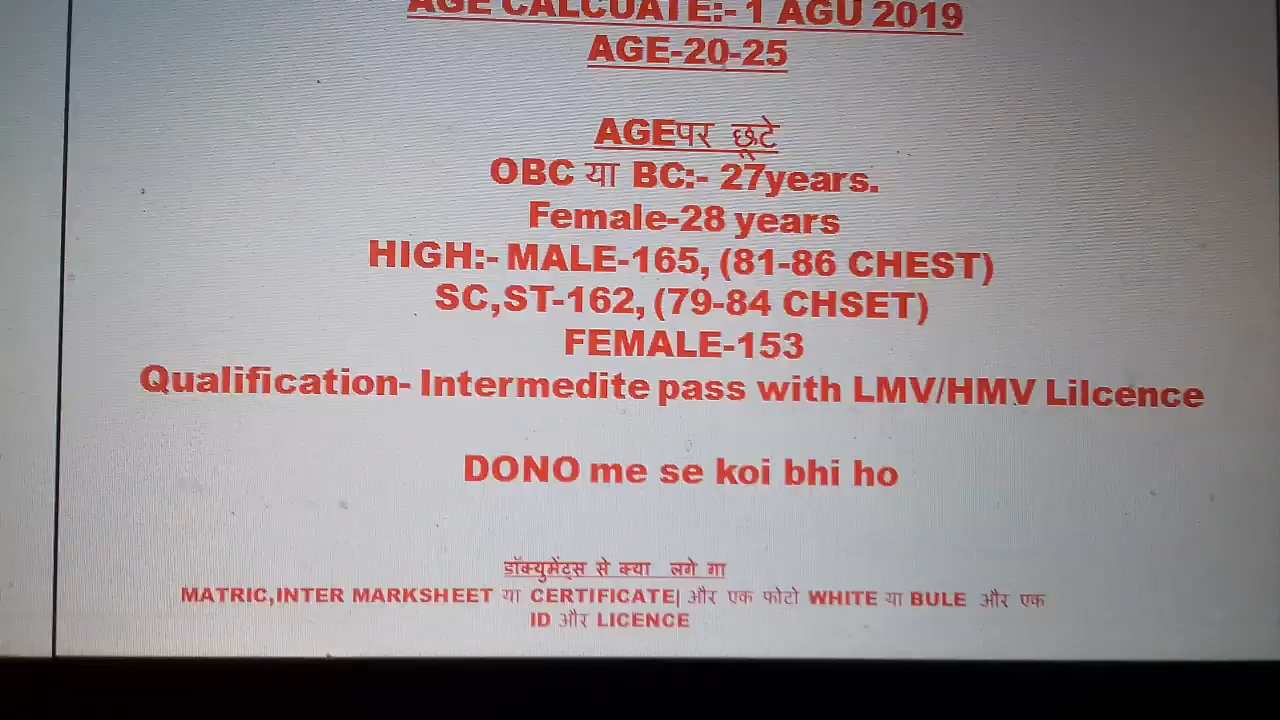 AGE CALCUATE:- 1 AGU 2019
AGE-20-25
AGEपर छूटे
OBC या BC:- 27years.
Female-28 years
HIGH:- MALE-165, (81-86 CHEST)
SC,ST-162, (79-84 CHSET)
FEMALE-153
Qualification- Intermedite pass with LMV/HMV Lilcence
DONO me se koi bhi ho
डॉक्युमेंट्स से क्या लगे गा
MATRIC,INTER MARKSHEET या CERTIFICATE| और एक फोटो WHITE या BULE और एक
ID और LICENCE